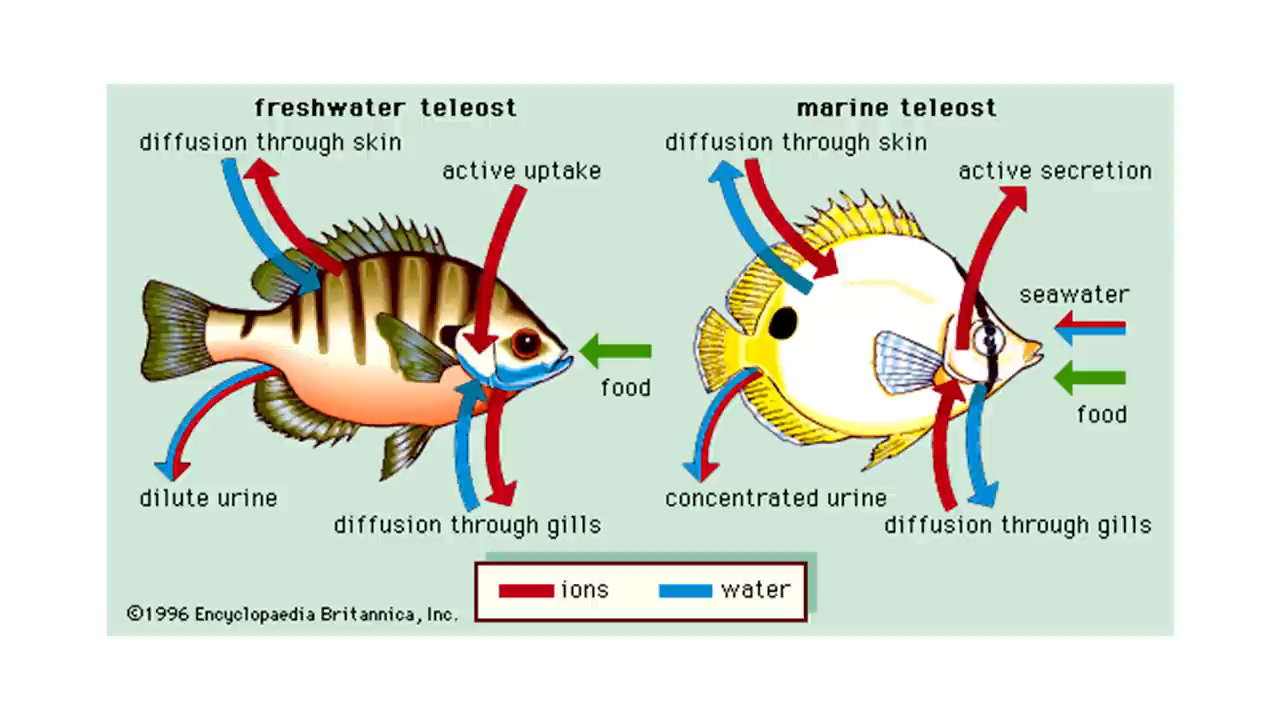 freshwater teleost
diffusion through skin
active uptake
food
dilute urine
diffusion through gills
marine teleost
diffusion through skin
active secretion
seawater
food
concentrated urine
diffusion through gills
ions
water
©1996 Encyclopaedia Britannica, Inc.